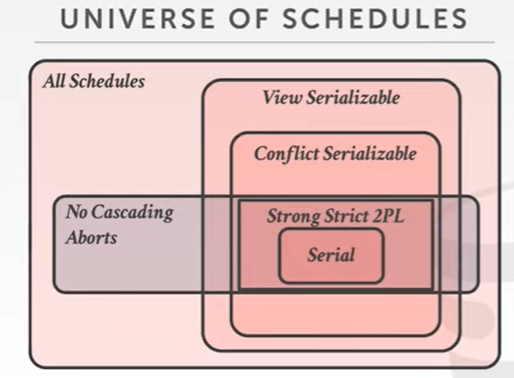 UNIVERSE OF SCHEDULES
All Schedules
View Serializable
Conflict Serializable
No Cascading
Aborts
Strong Strict 2PL
Serial